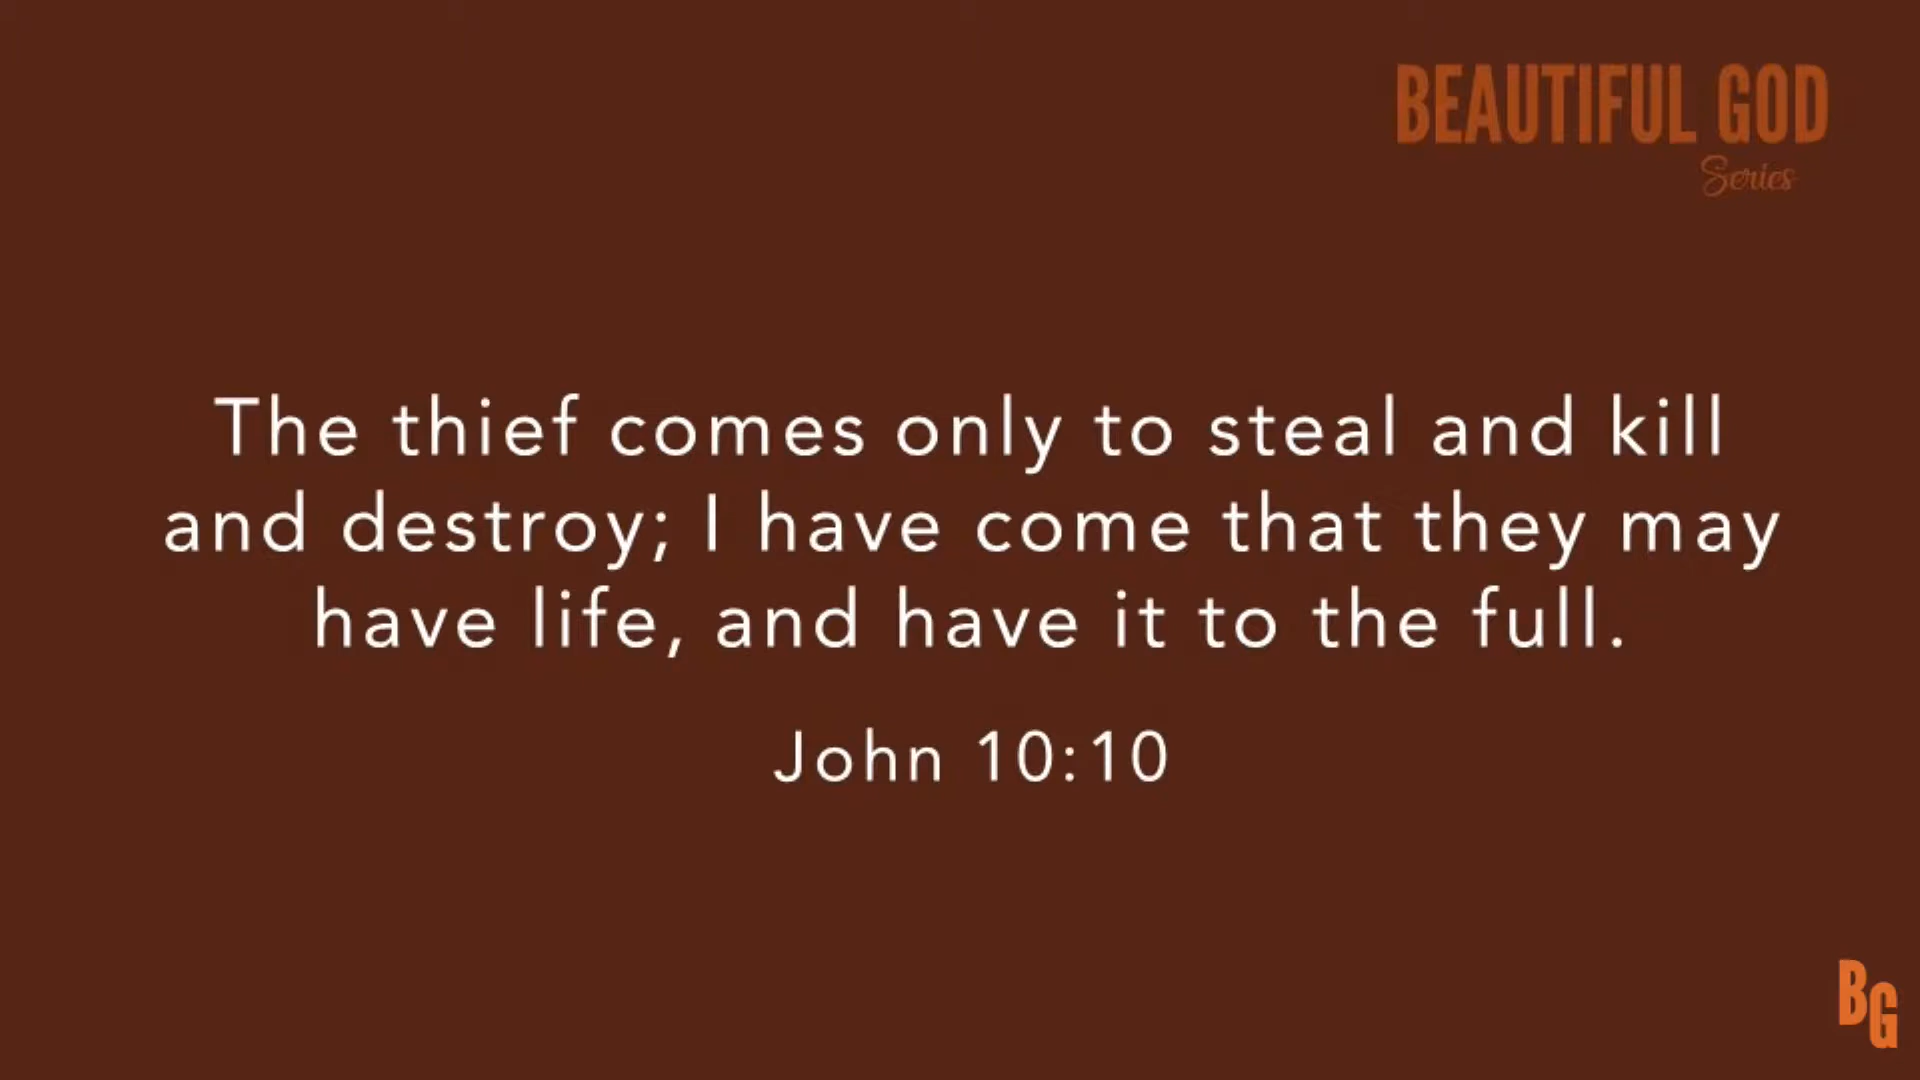 BEAUTIFUL GOD
Series
The thief comes only to steal and kill
and destroy; I have come that they may
have life, and have it to the full.
John 10:10
BG